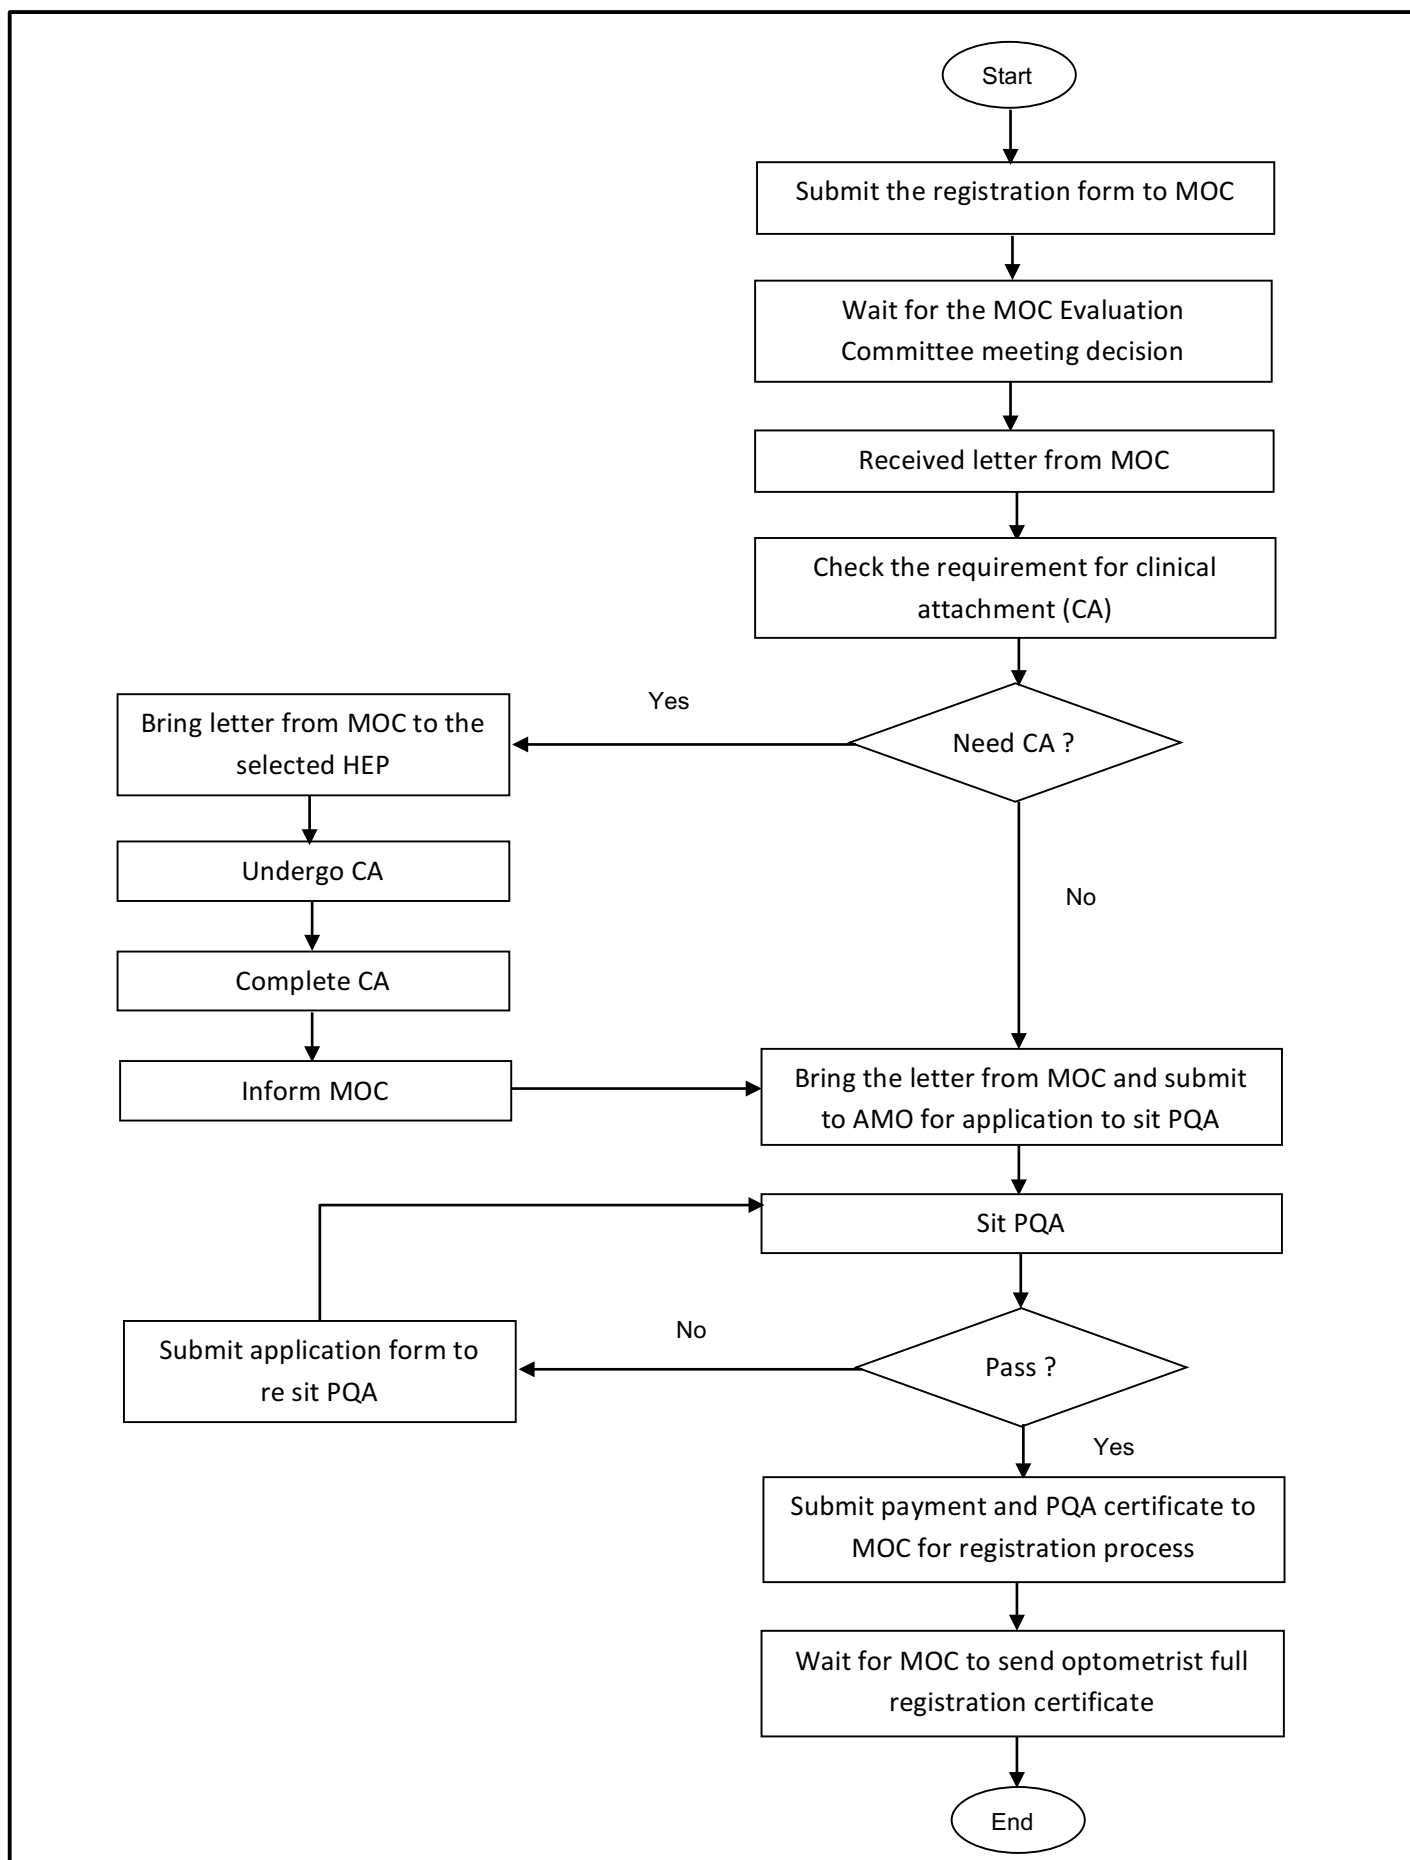 Start
Submit the registration form to MOC
Wait for the MOC Evaluation
Committee meeting decision
Received letter from MOC
Check the requirement for clinical
attachment (CA)
Need CA ?
Yes
Bring letter from MOC to the
selected HEP
Undergo CA
Complete CA
Inform MOC
No
Bring the letter from MOC and submit
to AMO for application to sit PQA
Sit PQA
Pass ?
No
Submit application form to
re sit PQA
Yes
Submit payment and PQA certificate to
MOC for registration process
Wait for MOC to send optometrist full
registration certificate
End